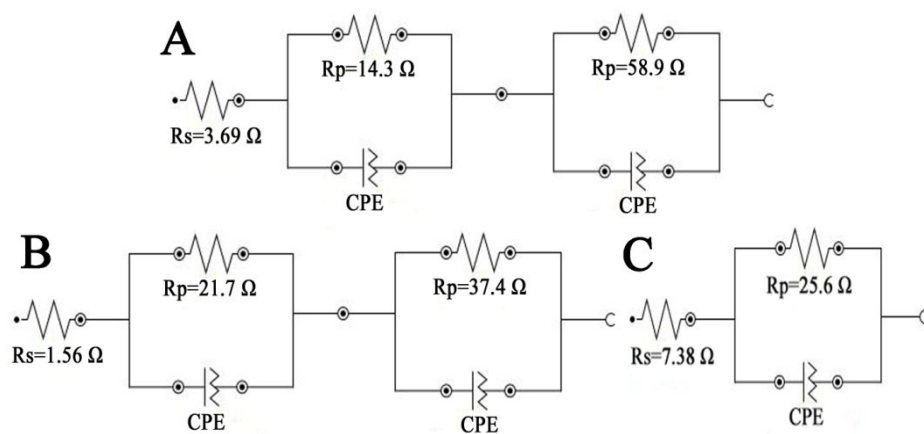 A
Rp=14.3 Ω
Rp=58.9 Ω
Rs=3.69 Ω
CPE
CPE
B
Rp=21.7 Ω
Rp=37.4 Ω
Rs=1.56 Ω
CPE
CPE
C
Rp=25.6 Ω
Rs=7.38 Ω
CPE